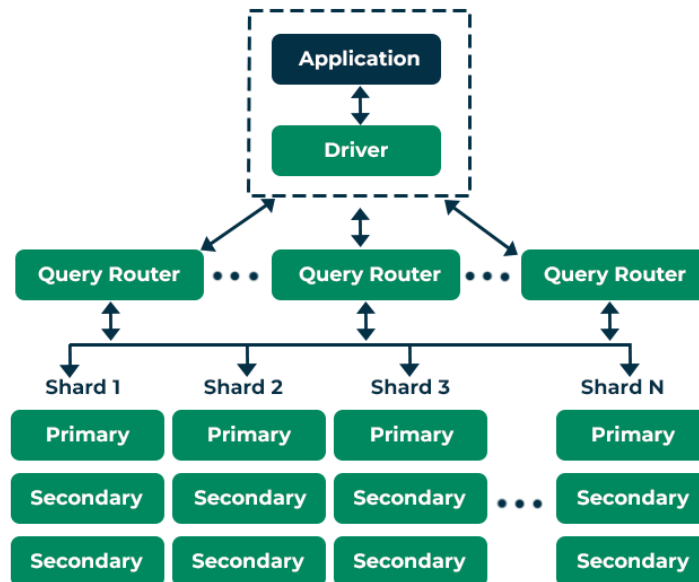 Application
Driver
Query Router Query Router Query Router
Shard 1 Shard 2 Shard 3 Shard N
Primary Primary Primary Primary
Secondary Secondary Secondary Secondary
Secondary Secondary Secondary Secondary